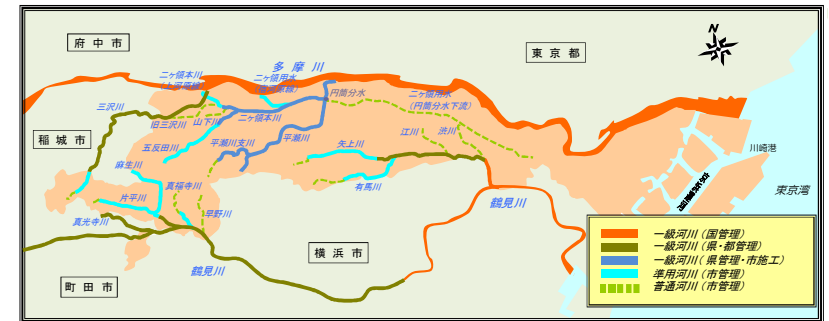 府中市
多摩川
東京都
N
二ヶ領本川
(上河原線)
二ヶ領用水
(宿河原線)
円筒分水
二ヶ領用水
(円筒分水下流)
三沢川
旧三沢川
山下川
二ヶ領本川
江川
渋川
稲城市
五反田川
平瀬川支川
平瀬川
矢上川
川崎港
麻生川
真福寺川
有馬川
東京湾
片平川
早野川
鶴見川
真光寺川
横浜市
鶴見川
町田市
一級河川(国管理)
一級河川(県・都管理)
一級河川(県管理・市施工)
準用河川(市管理)
普通河川(市管理)